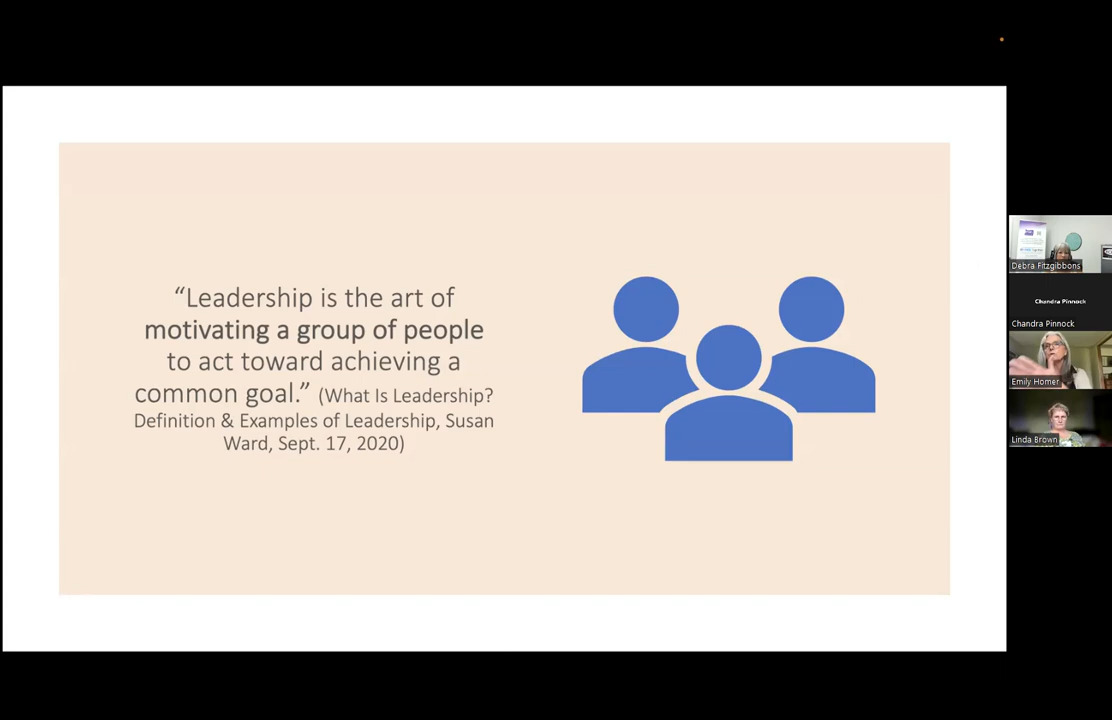 “Leadership is the art of
motivating a group of people
to act toward achieving a
common goal.” (What Is Leadership?
Definition & Examples of Leadership, Susan
Ward, Sept. 17, 2020)
Debra Fitzgibbons
Chandra Pinnock
Chandra Pinnock
Emily Homer
Linda Brown